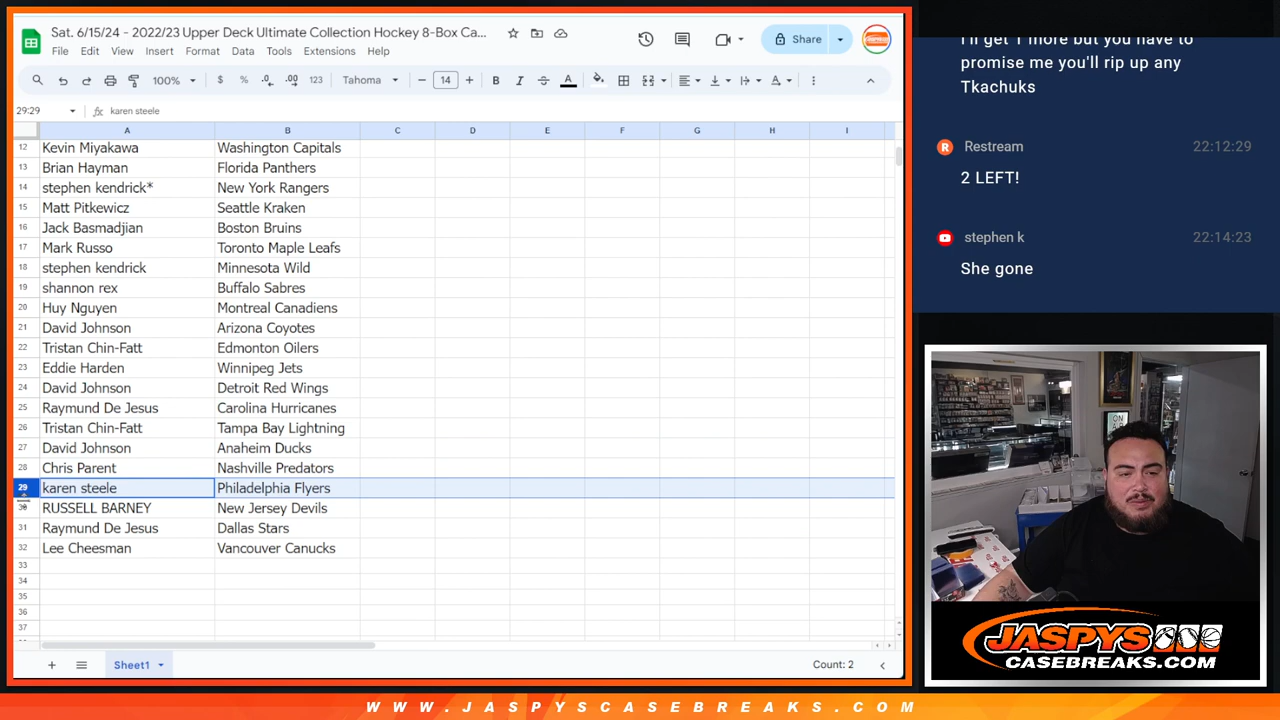 Sat. 6/15/24 - 2022/23 Upper Deck Ultimate Collection Hockey 8-Box Ca...
File Edit View Insert Format Data Tools Extensions Help
Share
100% $ % .0 .00 123 Tahoma 14 B I A
29:29 fx karen steele
A B C D E F G H I
12 Kevin Miyakawa Washington Capitals
13 Brian Hayman Florida Panthers
14 stephen kendrick* New York Rangers
15 Matt Pitkewicz Seattle Kraken
16 Jack Basmadjian Boston Bruins
17 Mark Russo Toronto Maple Leafs
18 stephen kendrick Minnesota Wild
19 shannon rex Buffalo Sabres
20 Huy Nguyen Montreal Canadiens
21 David Johnson Arizona Coyotes
22 Tristan Chin-Fatt Edmonton Oilers
23 Eddie Harden Winnipeg Jets
24 David Johnson Detroit Red Wings
25 Raymund De Jesus Carolina Hurricanes
26 Tristan Chin-Fatt Tampa Bay Lightning
27 David Johnson Anaheim Ducks
28 Chris Parent Nashville Predators
29 karen steele Philadelphia Flyers
30 RUSSELL BARNEY New Jersey Devils
31 Raymund De Jesus Dallas Stars
32 Lee Cheesman Vancouver Canucks
33
34
35
36
37
Sheet1
Count: 2
I'll get 1 more but you have to
promise me you'll rip up any
Tkachuks
Restream 22:12:29
2 LEFT!
stephen k 22:14:23
She gone
JASPYS
CASEBREAKS.COM
WWW.JASPYSCASEBREAKS.COM